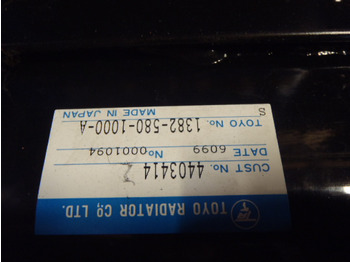 TOYO RADIATOR CO., LTD.
CUST No. 4403414
DATE 6099 No 0001094
TOYO No. 1382-580-1000-A
S MADE IN JAPAN